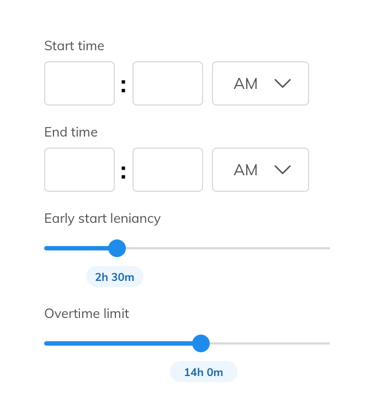 Start time
: AM
End time
: AM
Early start leniancy
2h 30m
Overtime limit
14h 0m